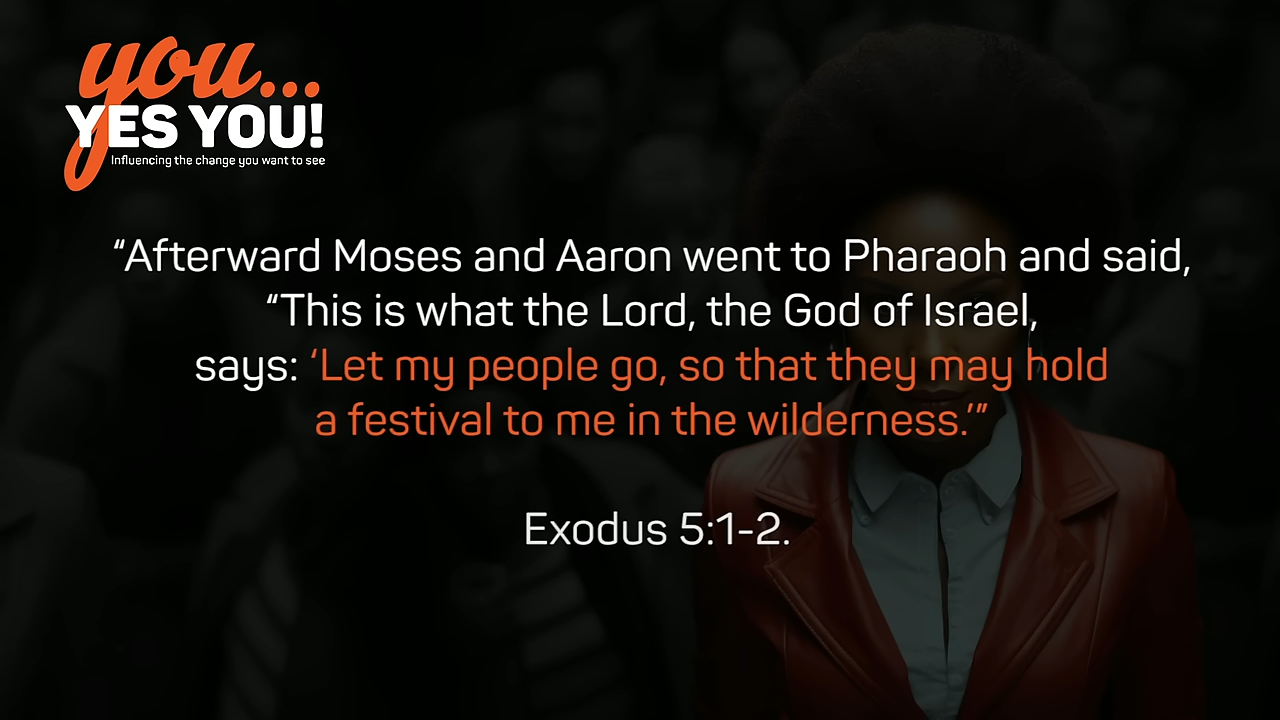 you...
YES YOU!
Influencing the change you want to see
“Afterward Moses and Aaron went to Pharaoh and said,
“This is what the Lord, the God of Israel,
says: ‘Let my people go, so that they may hold
a festival to me in the wilderness.’”
Exodus 5:1-2.